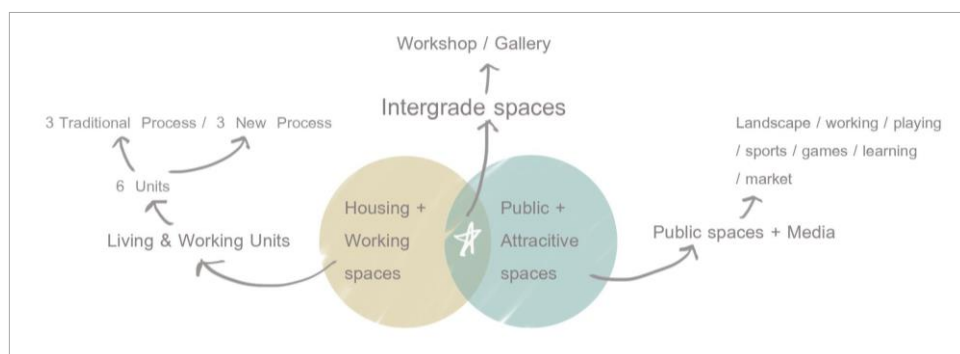 Workshop / Gallery
Intergrade spaces
3 Traditional Process / 3 New Process
6 Units
Living & Working Units
Housing +
Working
spaces
Public +
Attracitive
spaces
Landscape / working / playing
/ sports / games / learning
/ market
Public spaces + Media